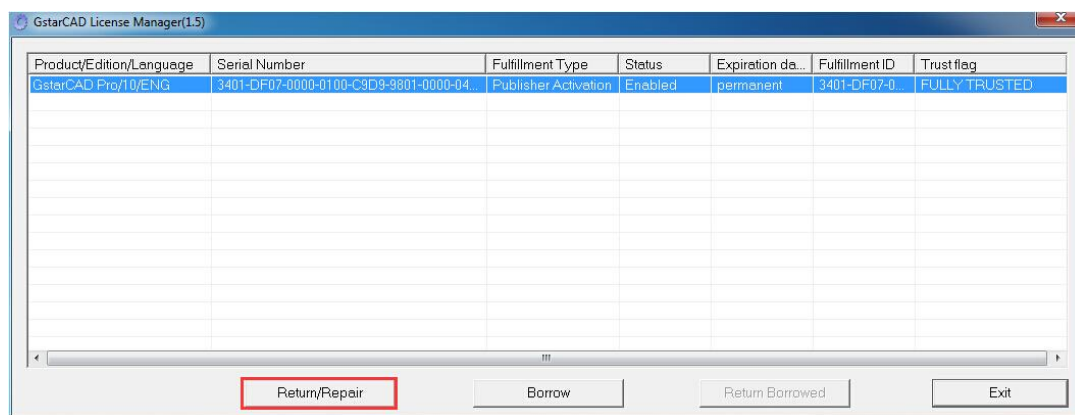 GstarCAD License Manager(1.5)
Product/Edition/Language Serial Number Fulfillment Type Status Expiration da... Fulfillment ID Trust flag
GstarCAD Pro/10/ENG 3401-DF07-0000-0100-C9D9-9801-0000-04... Publisher Activation Enabled permanent 3401-DF07-0... FULLY TRUSTED
Return/Repair Borrow Return Borrowed Exit